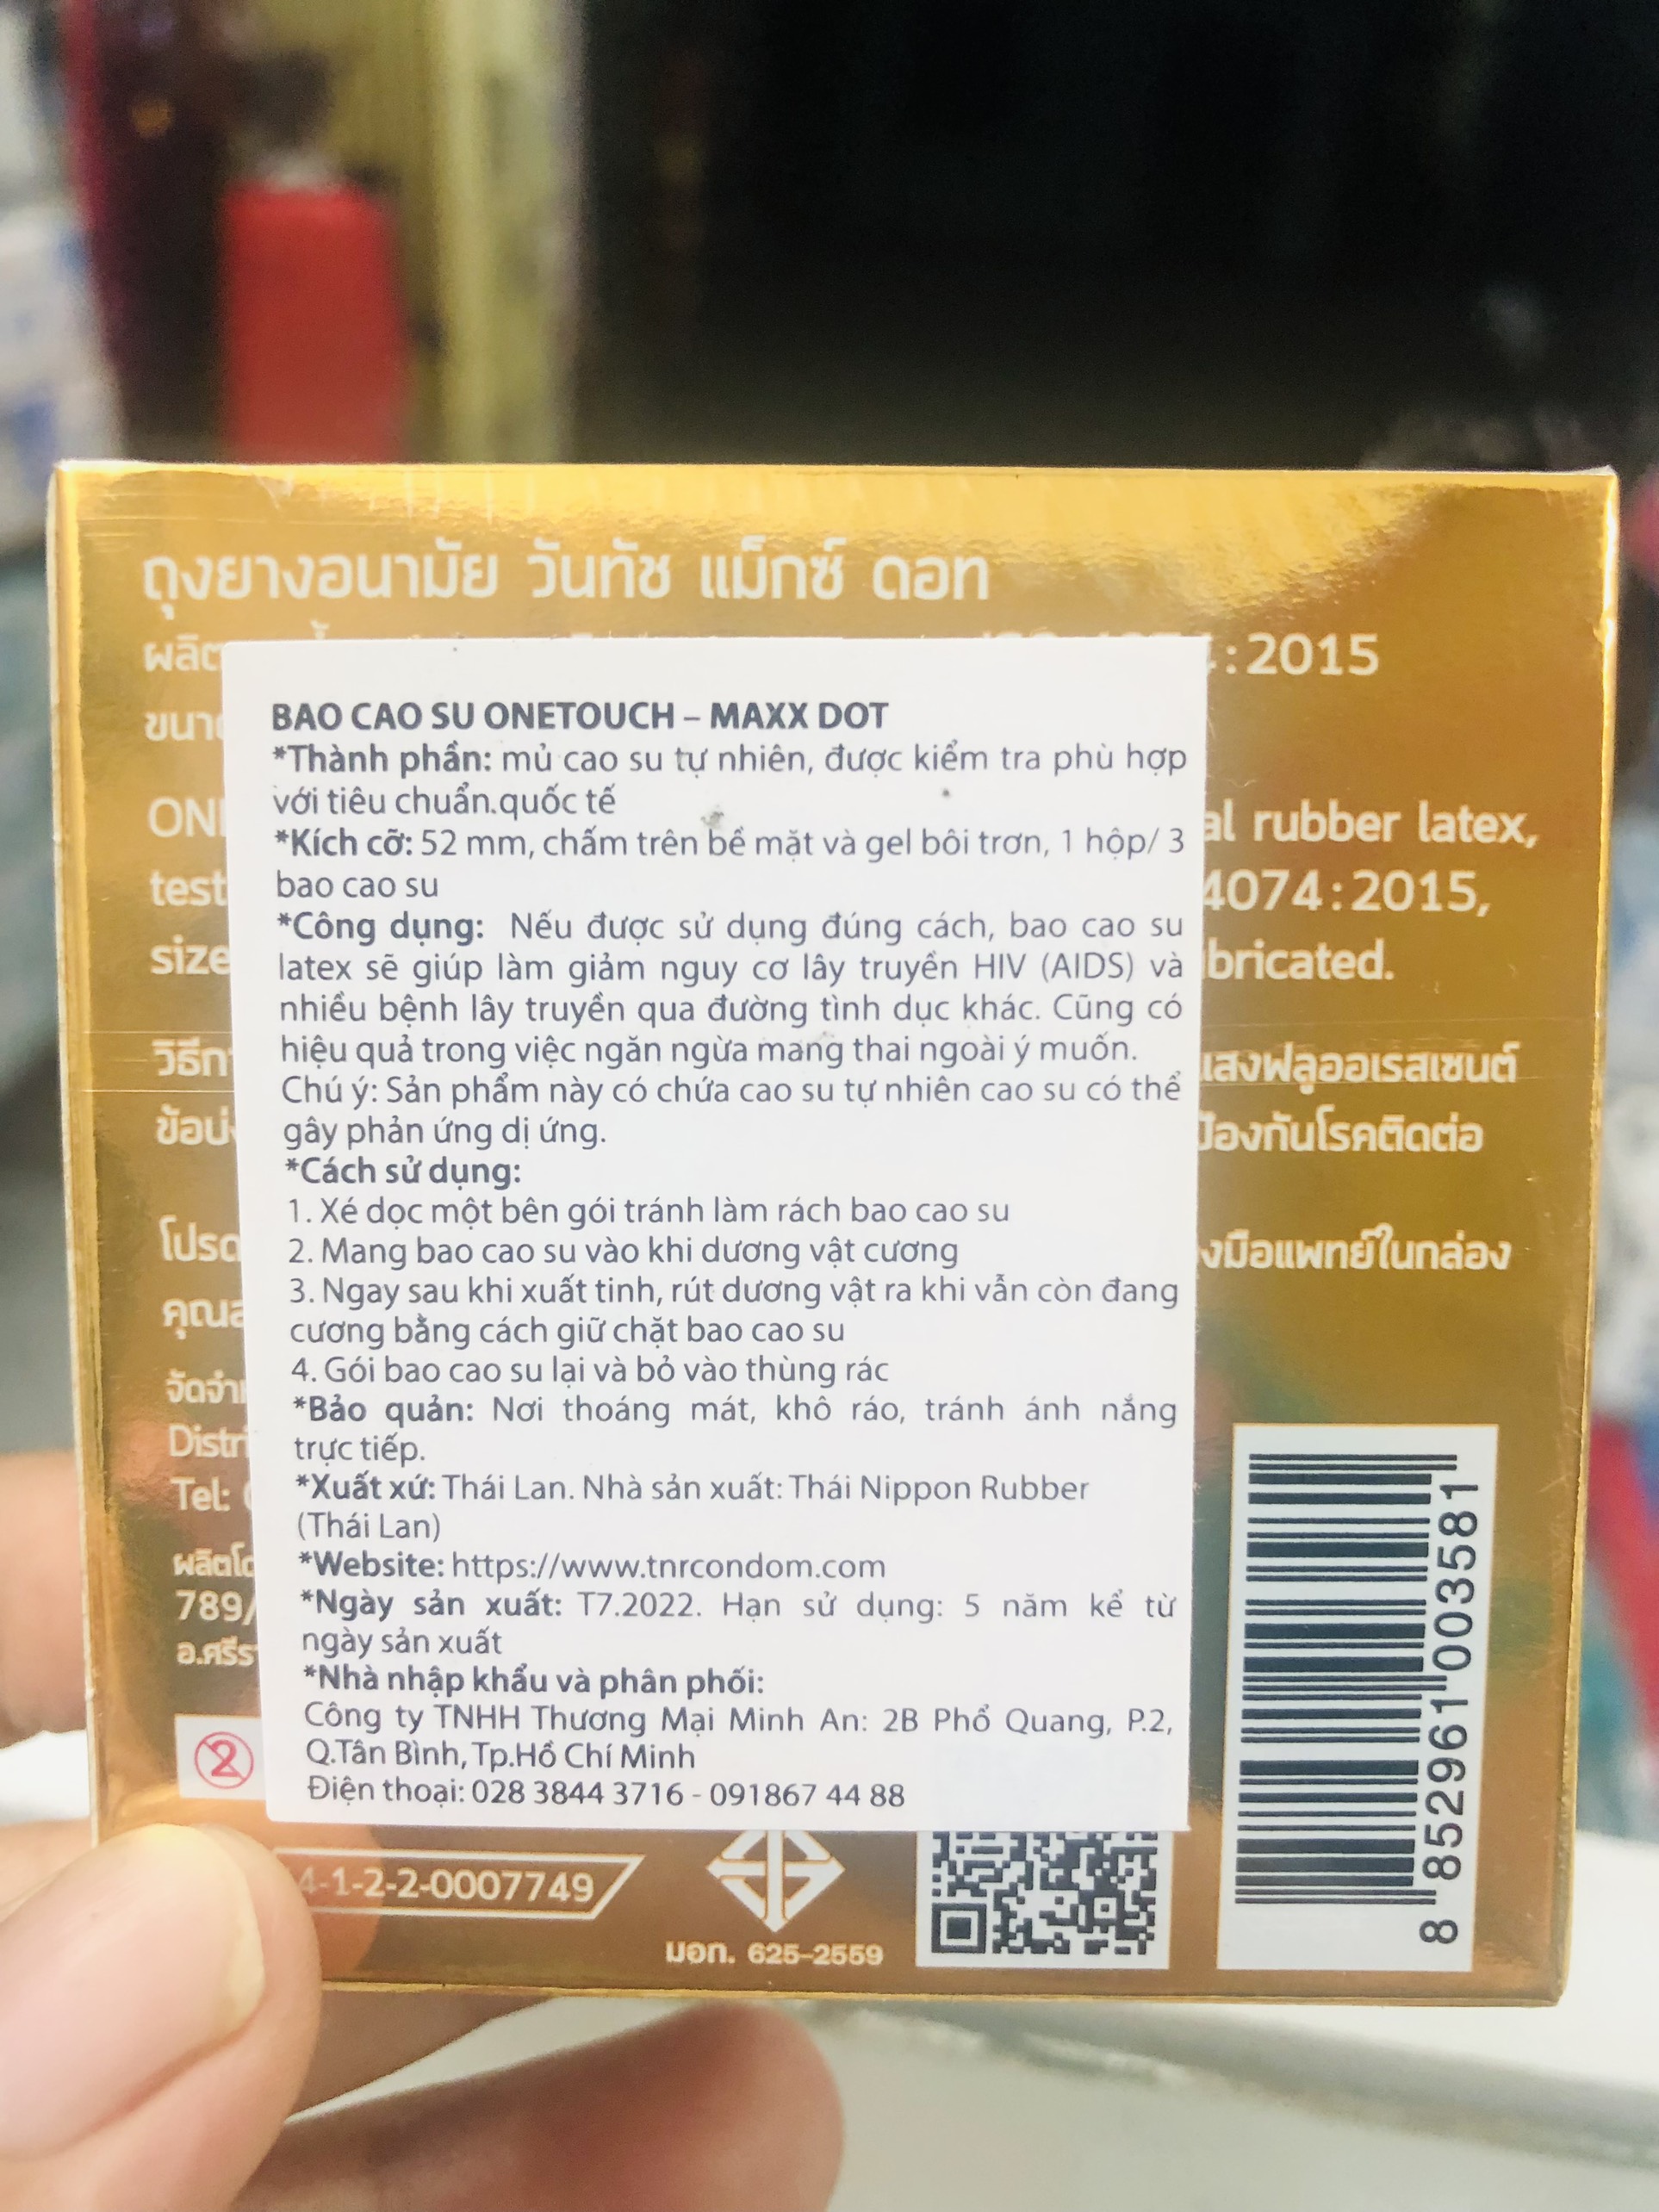 ถุงยางอนามัย วันทัช แม็กซ์ ดอท
ผลิต :2015
ขนาด
BAO CAO SU ONETOUCH – MAXX DOT
*Thành phần: mủ cao su tự nhiên, được kiểm tra phù hợp
với tiêu chuẩn.quốc tế
*Kích cỡ: 52 mm, chấm trên bề mặt và gel bôi trơn, 1 hộp/ 3
bao cao su
*Công dụng: Nếu được sử dụng đúng cách, bao cao su
latex sẽ giúp làm giảm nguy cơ lây truyền HIV (AIDS) và
nhiều bệnh lây truyền qua đường tình dục khác. Cũng có
hiệu quả trong việc ngăn ngừa mang thai ngoài ý muốn.
Chú ý: Sản phẩm này có chứa cao su tự nhiên cao su có thể
gây phản ứng dị ứng.
*Cách sử dụng:
1. Xé dọc một bên gói tránh làm rách bao cao su
2. Mang bao cao su vào khi dương vật cương
3. Ngay sau khi xuất tinh, rút dương vật ra khi vẫn còn đang
cương bằng cách giữ chặt bao cao su
4. Gói bao cao su lại và bỏ vào thùng rác
*Bảo quản: Nơi thoáng mát, khô ráo, tránh ánh nắng
trực tiếp.
*Xuất xứ: Thái Lan. Nhà sản xuất: Thái Nippon Rubber
(Thái Lan)
*Website: https://www.tnrcondom.com
*Ngày sản xuất: T7.2022. Hạn sử dụng: 5 năm kể từ
ngày sản xuất
*Nhà nhập khẩu và phân phối:
Công ty TNHH Thương Mại Minh An: 2B Phổ Quang, P.2,
Q.Tân Bình, Tp.Hồ Chí Minh
Điện thoại: 028 3844 3716 - 091867 44 88
al rubber latex,
test 4074:2015,
size bricated.
แสงฟลูออเรสเซนต์
ป้องกันโรคติดต่อ
งมือแพทย์ในกล่อง
Distri
Tel:
789/
2
4-1-2-2-0007749
มอก. 625-2559
8 852961 003581